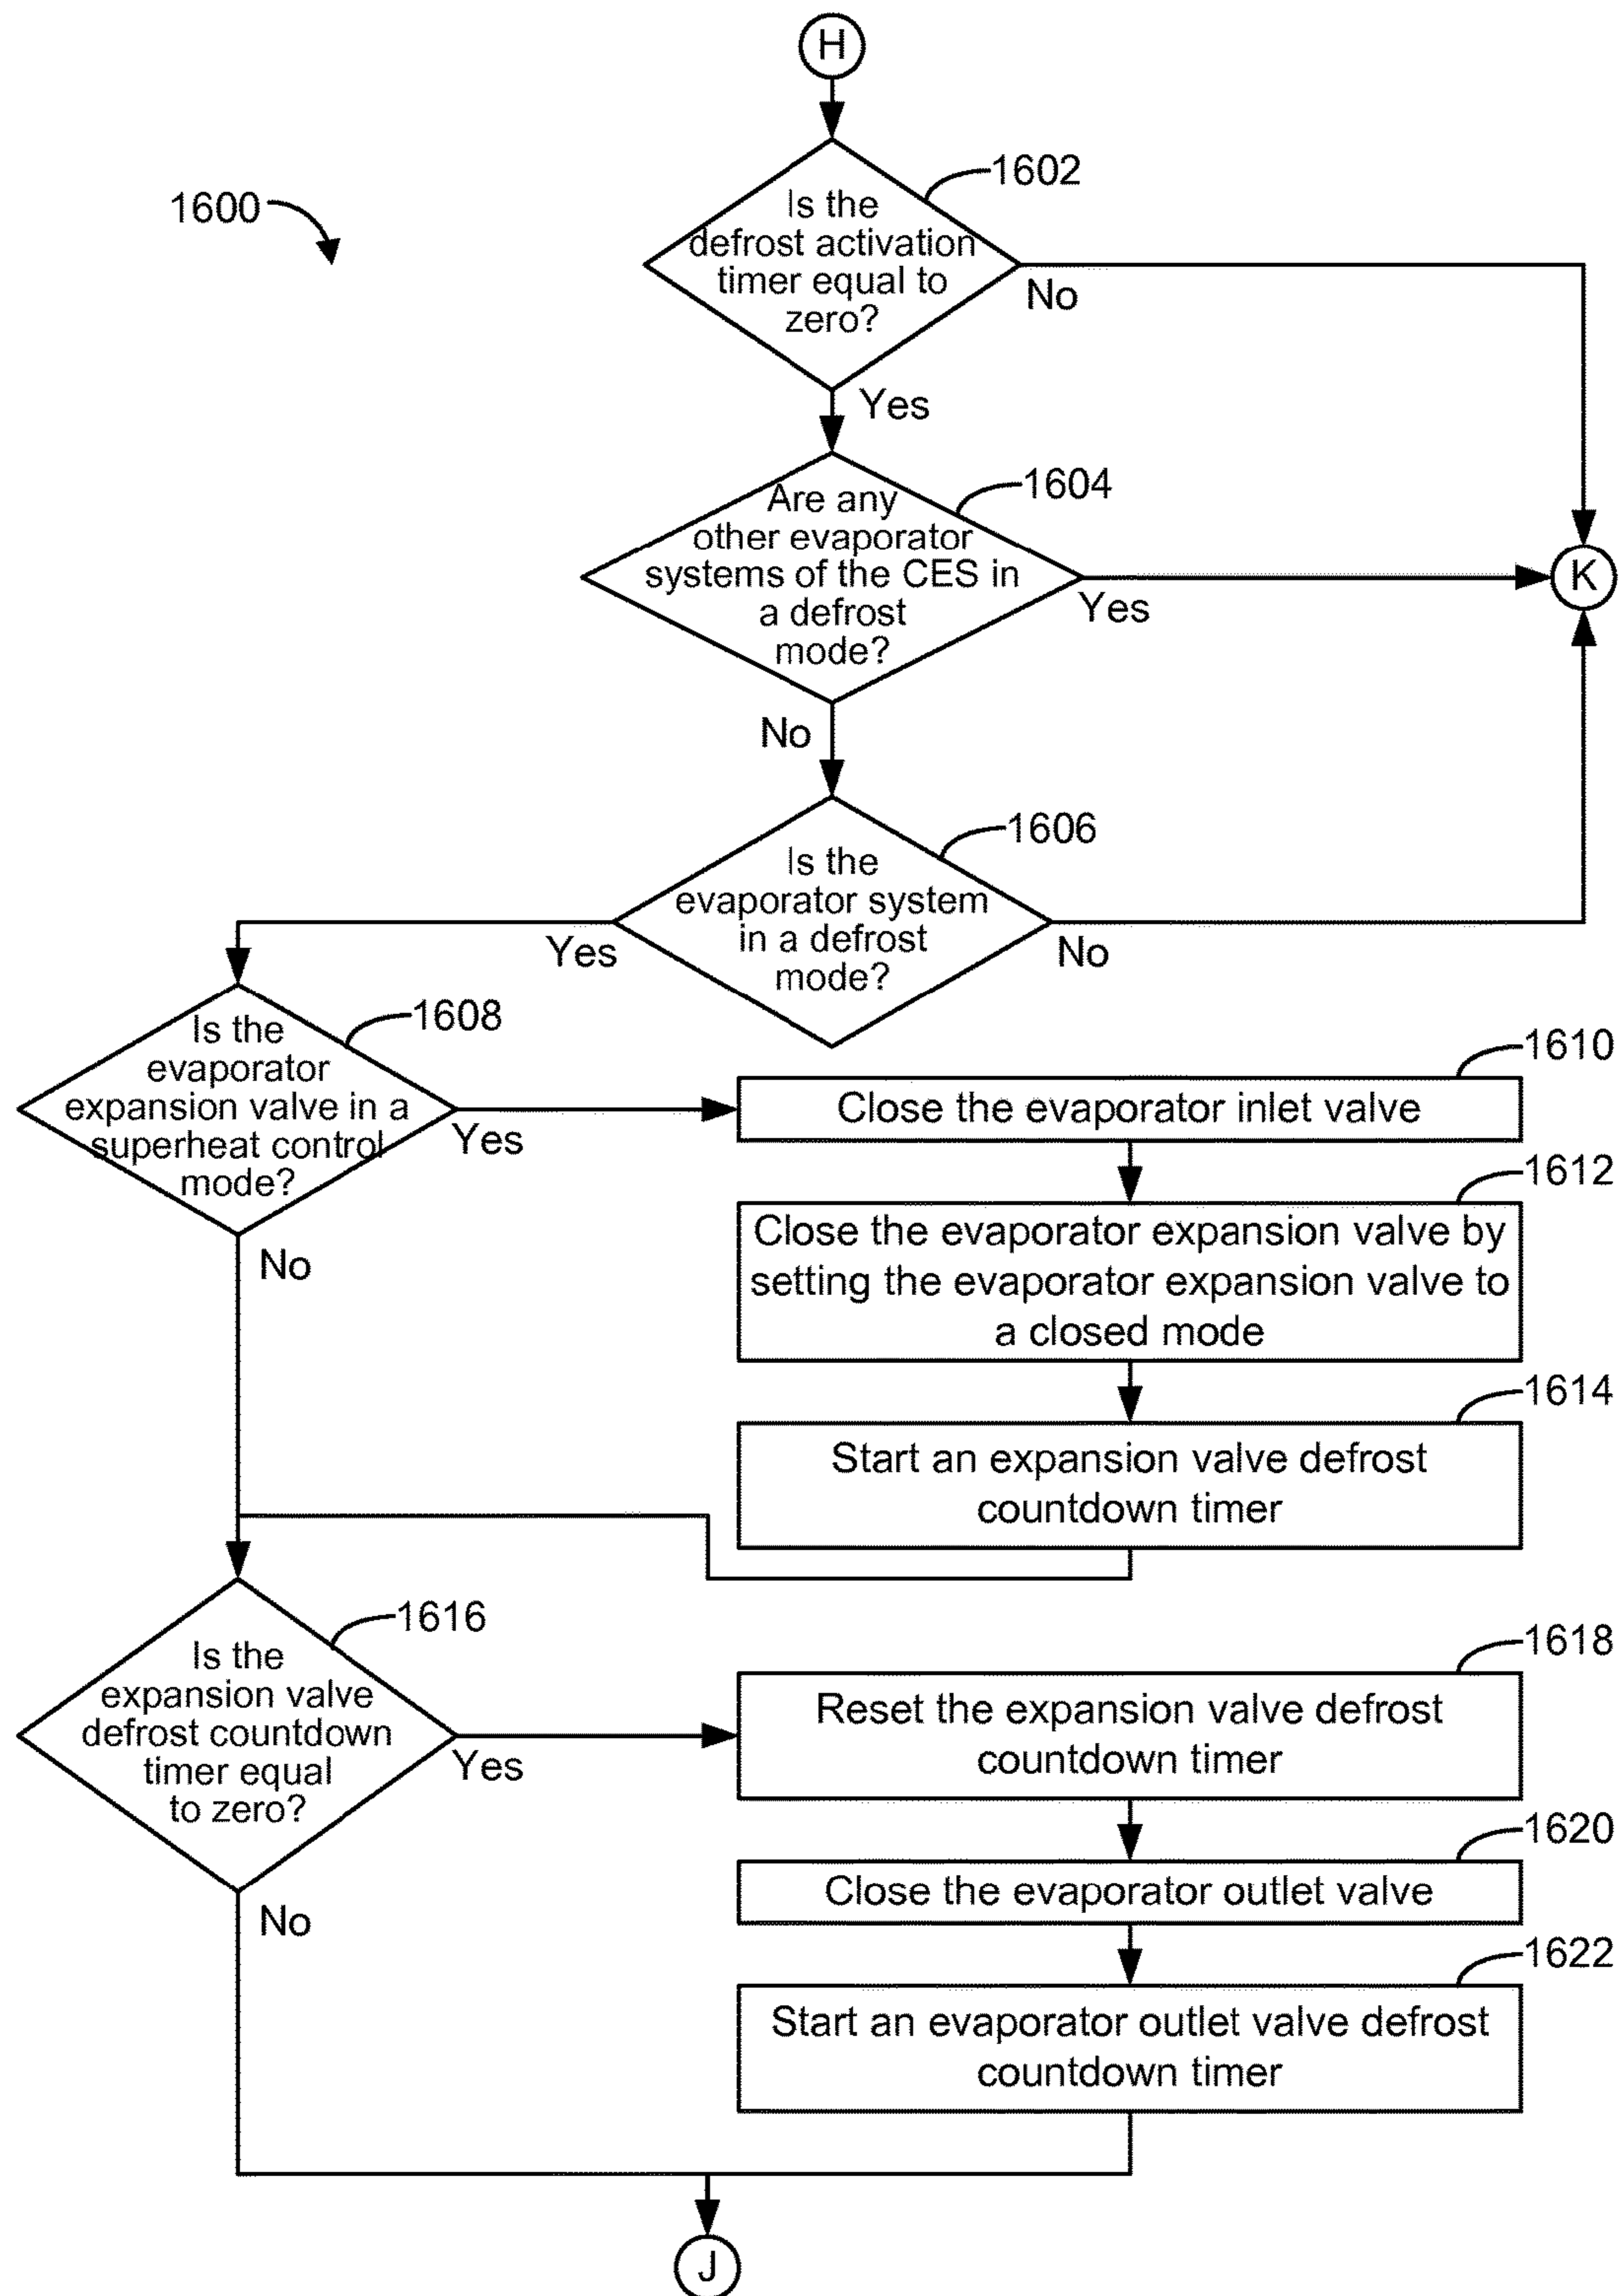 H
1600
1602
Is the
defrost activation
timer equal to
zero?
No
Yes
1604
Are any
other evaporator
systems of the CES in
a defrost
mode?
Yes
K
No
1606
Is the
evaporator system
in a defrost
mode?
Yes
No
1608
Is the
evaporator
expansion valve in a
superheat control
mode?
Yes
No
1610
Close the evaporator inlet valve
1612
Close the evaporator expansion valve by
setting the evaporator expansion valve to
a closed mode
1614
Start an expansion valve defrost
countdown timer
1616
Is the
expansion valve
defrost countdown
timer equal
to zero?
Yes
No
1618
Reset the expansion valve defrost
countdown timer
1620
Close the evaporator outlet valve
1622
Start an evaporator outlet valve defrost
countdown timer
J